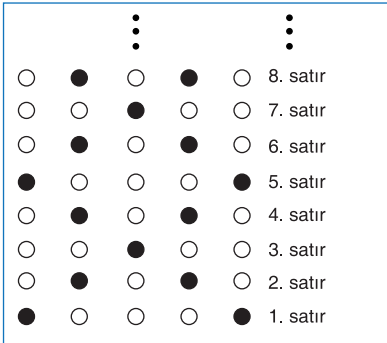 8. satır
7. satır
6. satır
5. satır
4. satır
3. satır
2. satır
1. satır